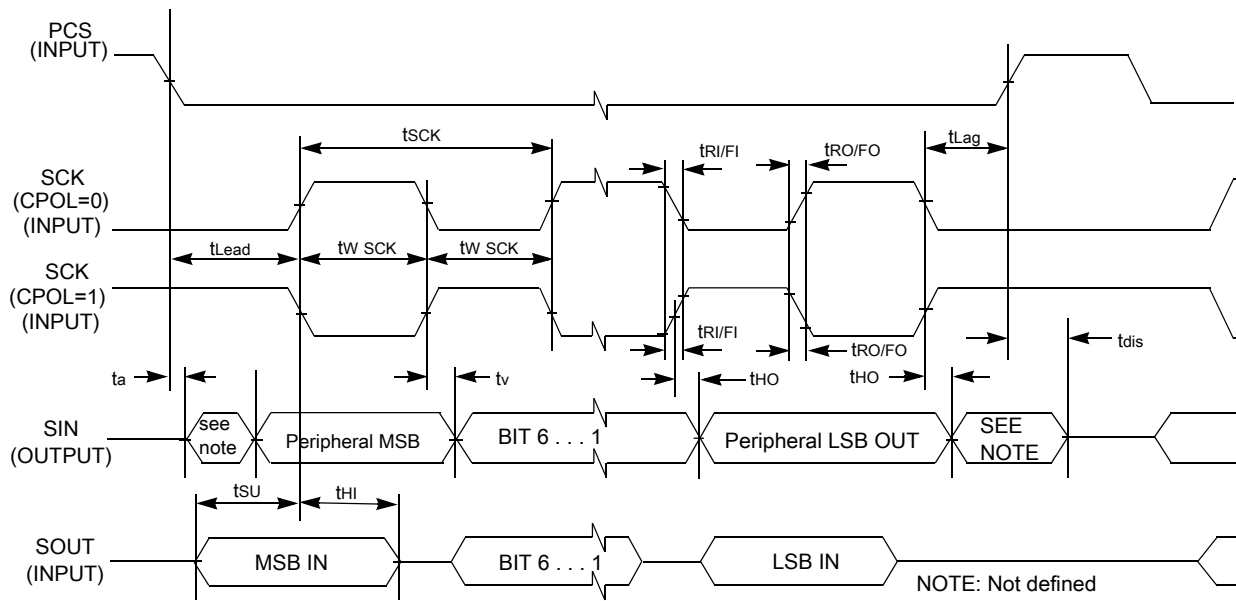 PCS
(INPUT)
tSCK
tRI/FI
tRO/FO
tLag
SCK
(CPOL=0)
(INPUT)
tLead
tW SCK
tW SCK
SCK
(CPOL=1)
(INPUT)
tRI/FI
tRO/FO
tdis
ta
tv
tHO
tHO
SIN
(OUTPUT)
see
note
Peripheral MSB
BIT 6 . . . 1
Peripheral LSB OUT
SEE
NOTE
tSU
tHI
SOUT
(INPUT)
MSB IN
BIT 6 . . . 1
LSB IN
NOTE: Not defined